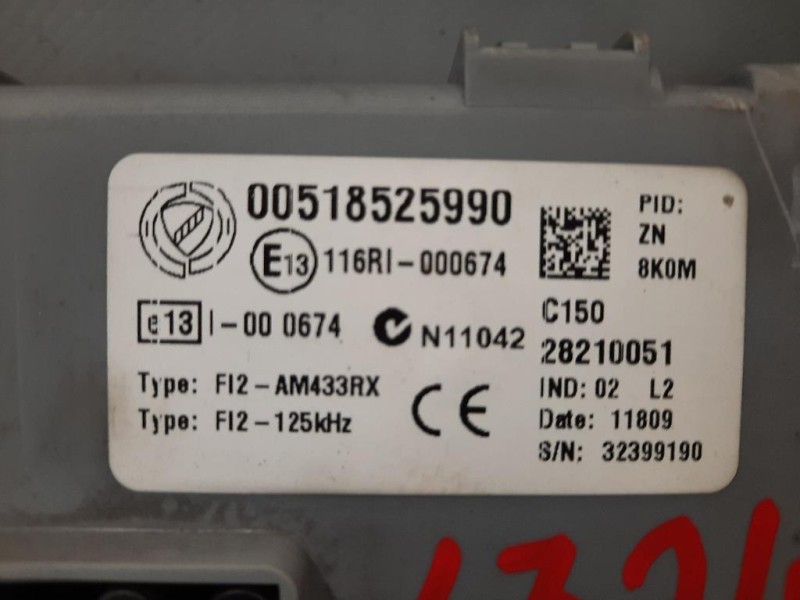 00518525990
E13 116RI-000674
e13 I-00 0674 N11042
Type: FI2-AM433RX
Type: FI2-125kHz
CE
PID:
ZN
8K0M
C150
28210051
IND: 02 L2
Date: 11809
S/N: 32399190